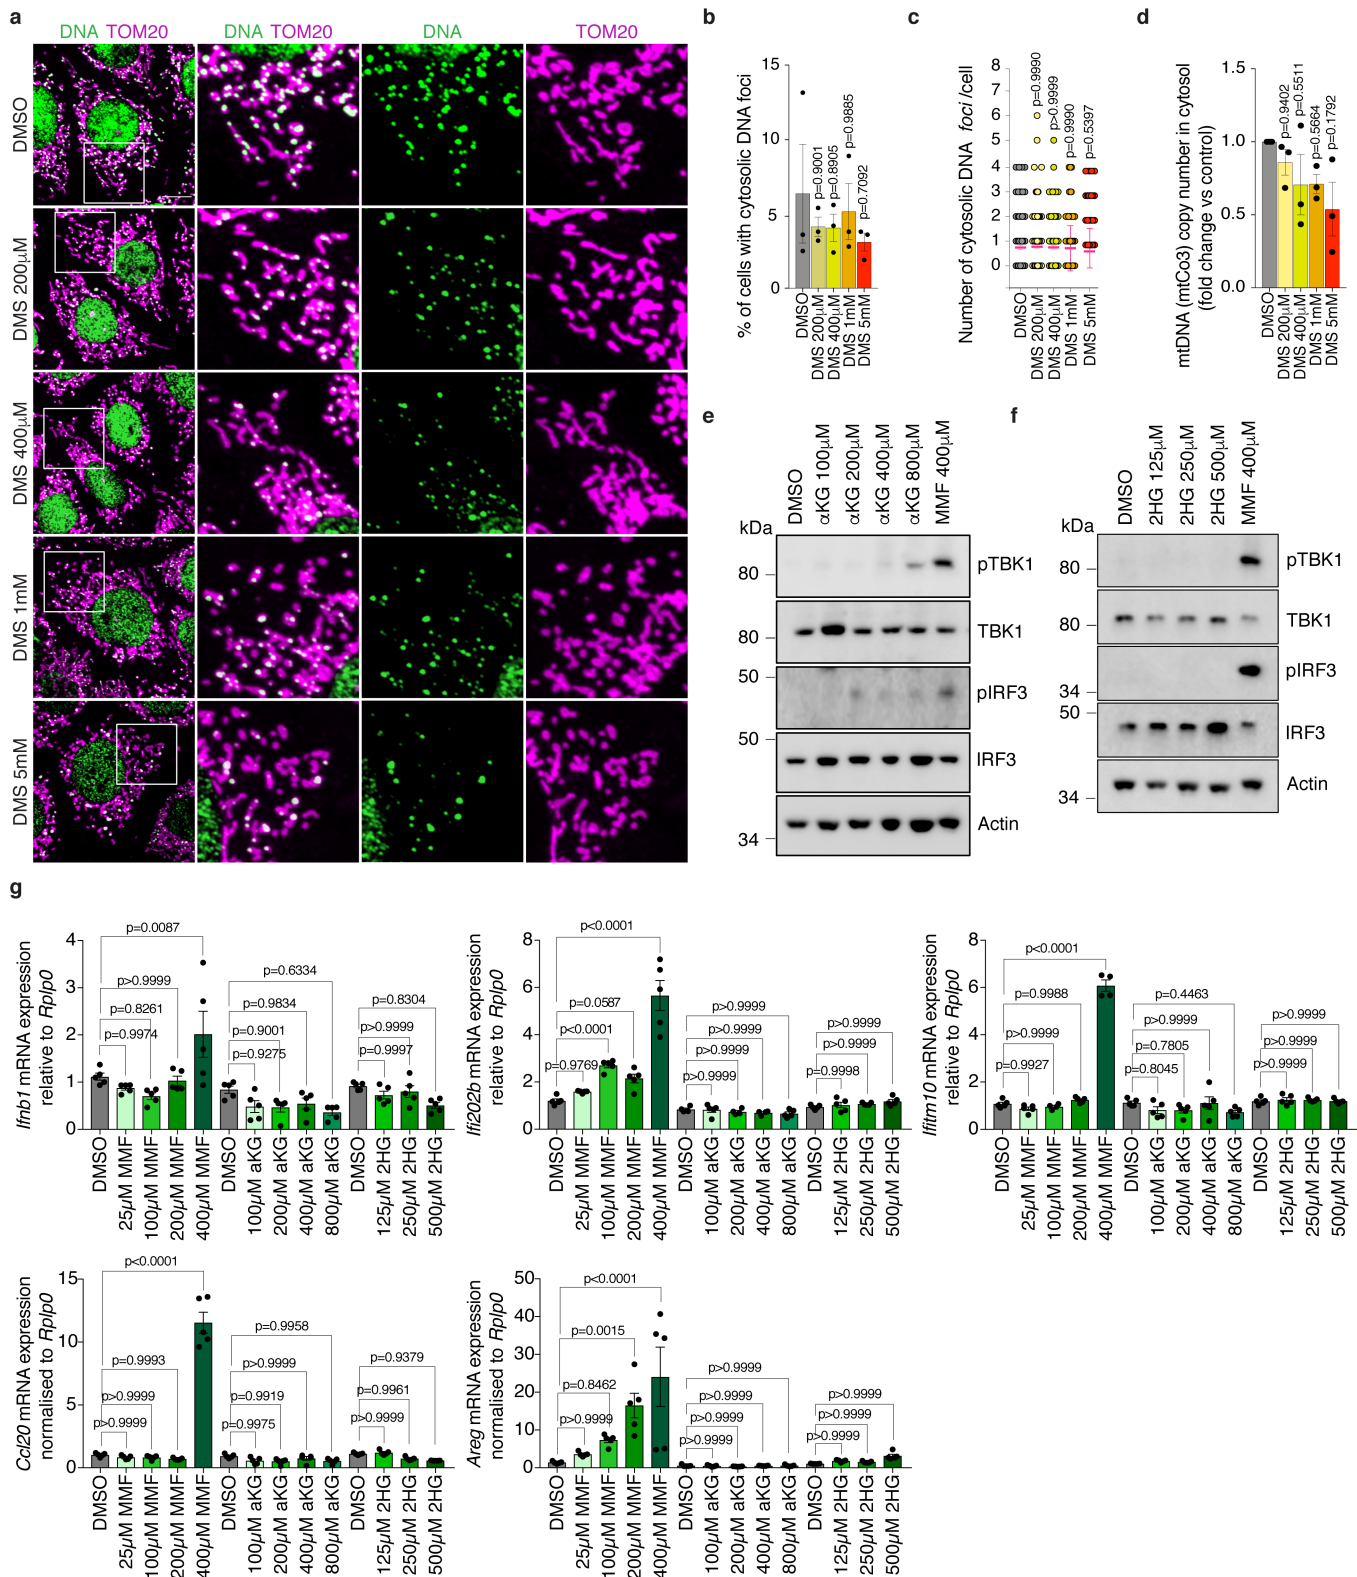 a
DNA TOM20
DNA TOM20
DNA
TOM20
DMSO
DMS 200µM
DMS 400µM
DMS 1mM
DMS 5mM
b
% of cells with cytosolic DNA foci
15
10
5
0
p=0.9001
p=0.8905
p=0.9885
p=0.7092
DMSO
DMS 200µM
DMS 400µM
DMS 1mM
DMS 5mM
c
Number of cytosolic DNA foci /cell
8
7
6
5
4
3
2
1
0
p=0.9990
p>0.9999
p=0.9990
p=0.5397
DMSO
DMS 200µM
DMS 400µM
DMS 1mM
DMS 5mM
d
mtDNA (mtCo3) copy number in cytosol
(fold change vs control)
1.5
1.0
0.5
0.0
p=0.9402
p=0.5511
p=0.5664
p=0.1792
DMSO
DMS 200µM
DMS 400µM
DMS 1mM
DMS 5mM
e
DMSO
αKG 100µM
αKG 200µM
αKG 400µM
αKG 800µM
MMF 400µM
kDa
80
pTBK1
80
TBK1
50
pIRF3
50
IRF3
34
Actin
f
DMSO
2HG 125µM
2HG 250µM
2HG 500µM
MMF 400µM
kDa
80
pTBK1
80
TBK1
34
pIRF3
50
IRF3
34
Actin
g
Ifnb1 mRNA expression
relative to Rplp0
4
3
2
1
0
p=0.0087
p>0.9999
p=0.8261
p=0.9974
p=0.6334
p=0.9834
p=0.9001
p=0.9275
p=0.8304
p>0.9999
p=0.9997
DMSO
25µM MMF
100µM MMF
200µM MMF
400µM MMF
DMSO
100µM aKG
200µM aKG
400µM aKG
800µM aKG
DMSO
125µM 2HG
250µM 2HG
500µM 2HG
Ifi202b mRNA expression
relative to Rplp0
8
6
4
2
0
p<0.0001
p=0.0587
p<0.0001
p=0.9769
p>0.9999
p>0.9999
p>0.9999
p>0.9999
p>0.9999
p>0.9999
p=0.9998
DMSO
25µM MMF
100µM MMF
200µM MMF
400µM MMF
DMSO
100µM aKG
200µM aKG
400µM aKG
800µM aKG
DMSO
125µM 2HG
250µM 2HG
500µM 2HG
Ifitm10 mRNA expression
relative to Rplp0
8
6
4
2
0
p<0.0001
p=0.9988
p=0.9999
p=0.9927
p=0.4463
p>0.9999
p=0.7805
p=0.8045
p>0.9999
p>0.9999
p>0.9999
DMSO
25µM MMF
100µM MMF
200µM MMF
400µM MMF
DMSO
100µM aKG
200µM aKG
400µM aKG
800µM aKG
DMSO
125µM 2HG
250µM 2HG
500µM 2HG
Ccl20 mRNA expression
normalised to Rplp0
15
10
5
0
p<0.0001
p=0.9993
p>0.9999
p>0.9999
p=0.9958
p>0.9999
p=0.9919
p=0.9975
p=0.9379
p=0.9961
p>0.9999
DMSO
25µM MMF
100µM MMF
200µM MMF
400µM MMF
DMSO
100µM aKG
200µM aKG
400µM aKG
800µM aKG
DMSO
125µM 2HG
250µM 2HG
500µM 2HG
Areg mRNA expression
normalised to Rplp0
50
40
30
20
10
0
p<0.0001
p=0.0015
p=0.8462
p>0.9999
p>0.9999
p>0.9999
p>0.9999
p>0.9999
p>0.9999
p>0.9999
p>0.9999
DMSO
25µM MMF
100µM MMF
200µM MMF
400µM MMF
DMSO
100µM aKG
200µM aKG
400µM aKG
800µM aKG
DMSO
125µM 2HG
250µM 2HG
500µM 2HG